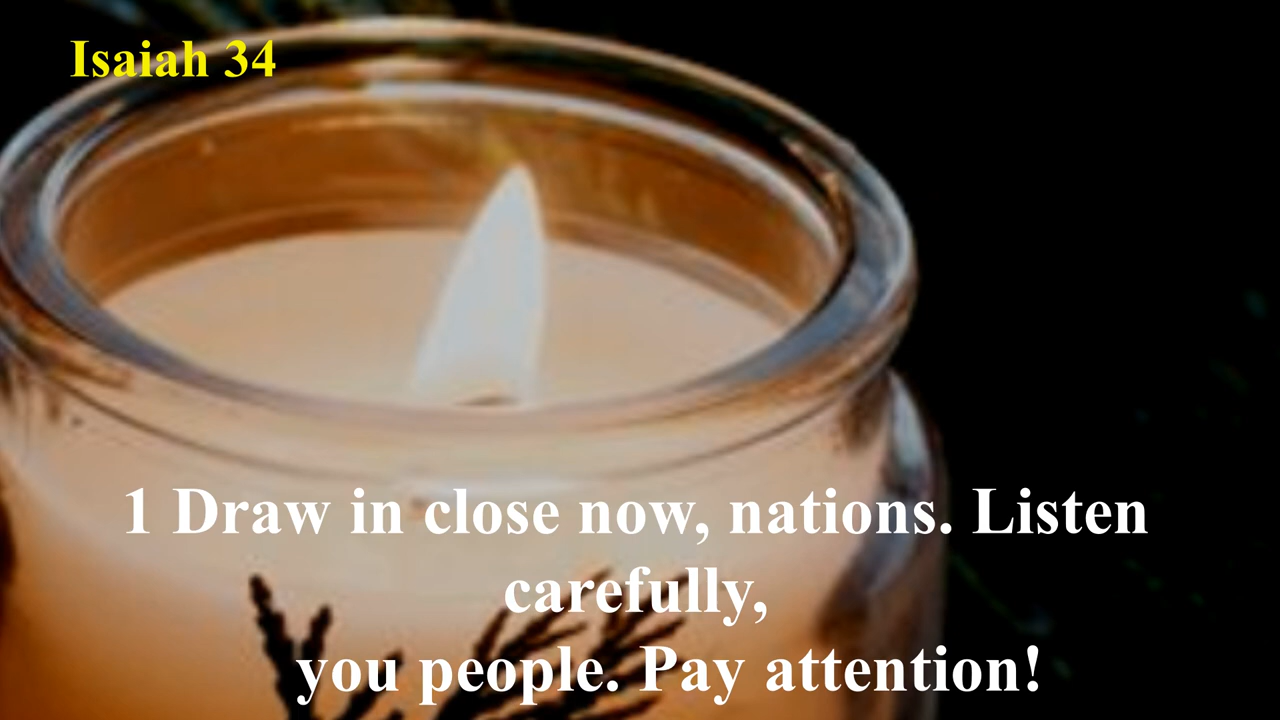 Isaiah 34
1 Draw in close now, nations. Listen
carefully,
you people. Pay attention!